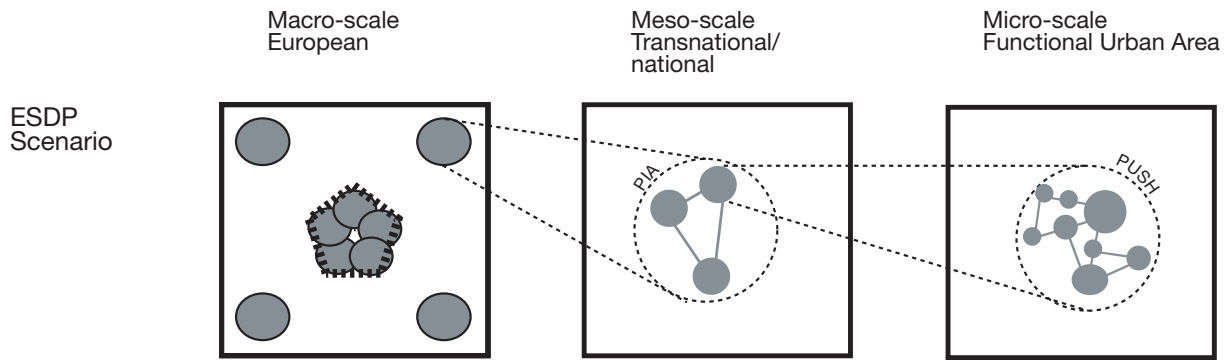 Macro-scale
European
Meso-scale
Transnational/
national
Micro-scale
Functional Urban Area
ESDP
Scenario
PIA
PUSH